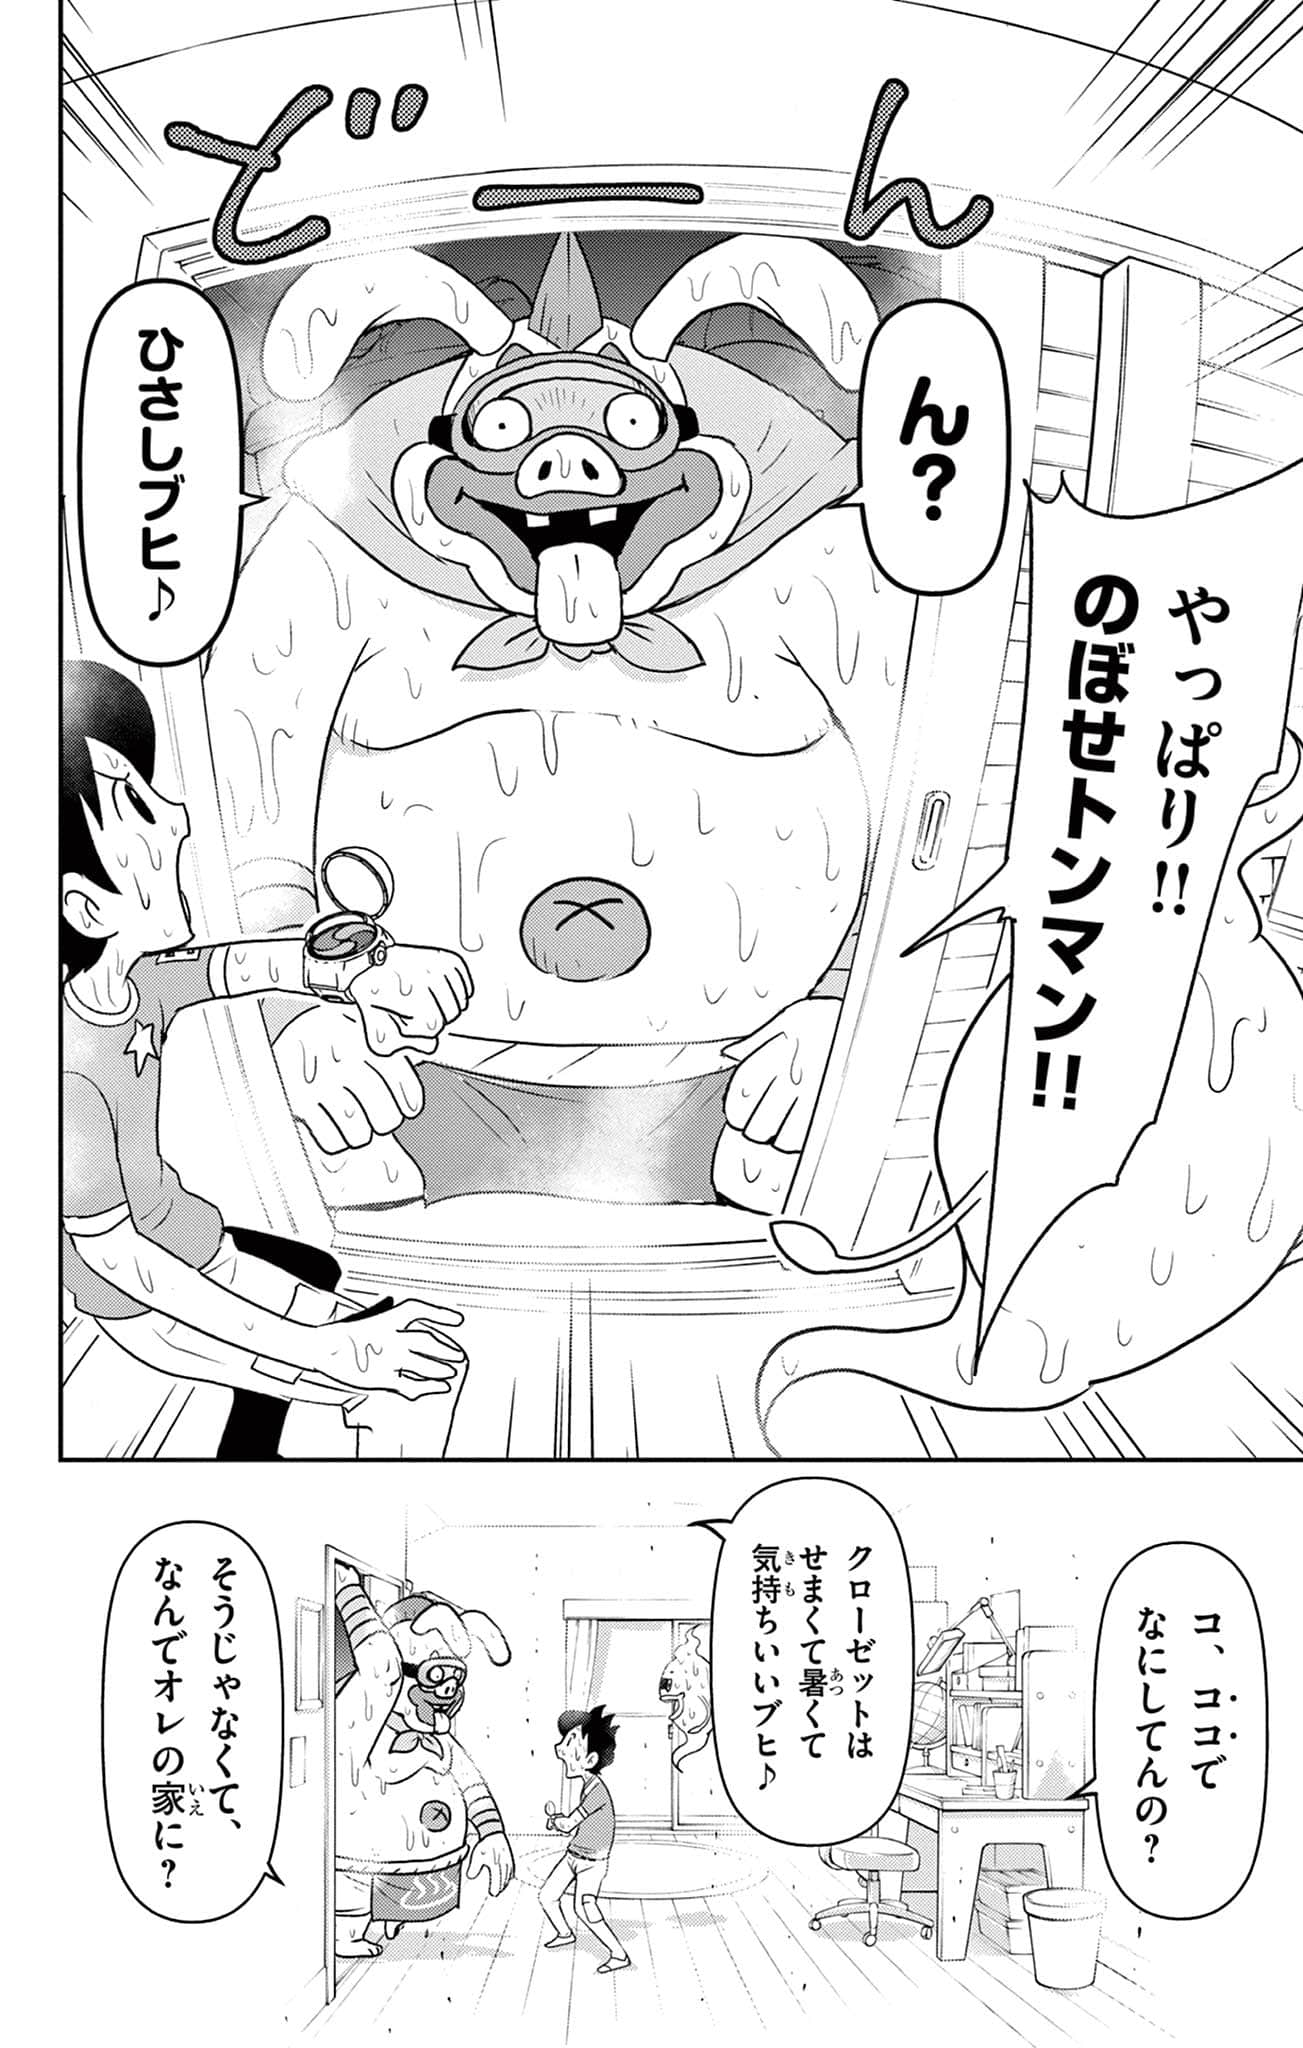 どーん
やっぱり!!
のぼせトンマン!!
ん?
ひさしブヒ♪
コ、ココで
なにしてんの?
クローゼットは
せまくて暑くて
気持ちいいブヒ♪
そうじゃなくて、
なんでオレの家に?